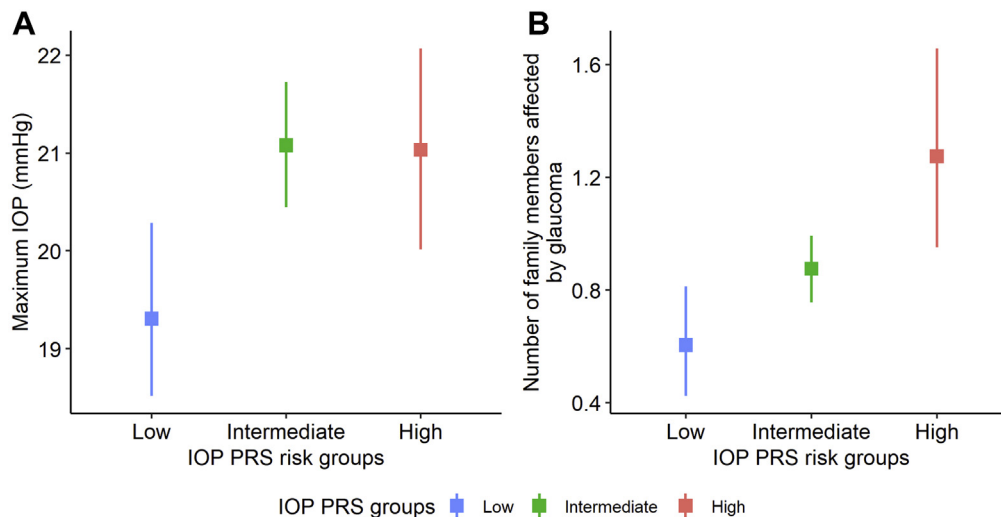 A
22
21
20
19
Maximum IOP (mmHg)
Low Intermediate High
IOP PRS risk groups
B
1.6
1.2
0.8
0.4
Number of family members affected
by glaucoma
Low Intermediate High
IOP PRS risk groups
IOP PRS groups Low Intermediate High